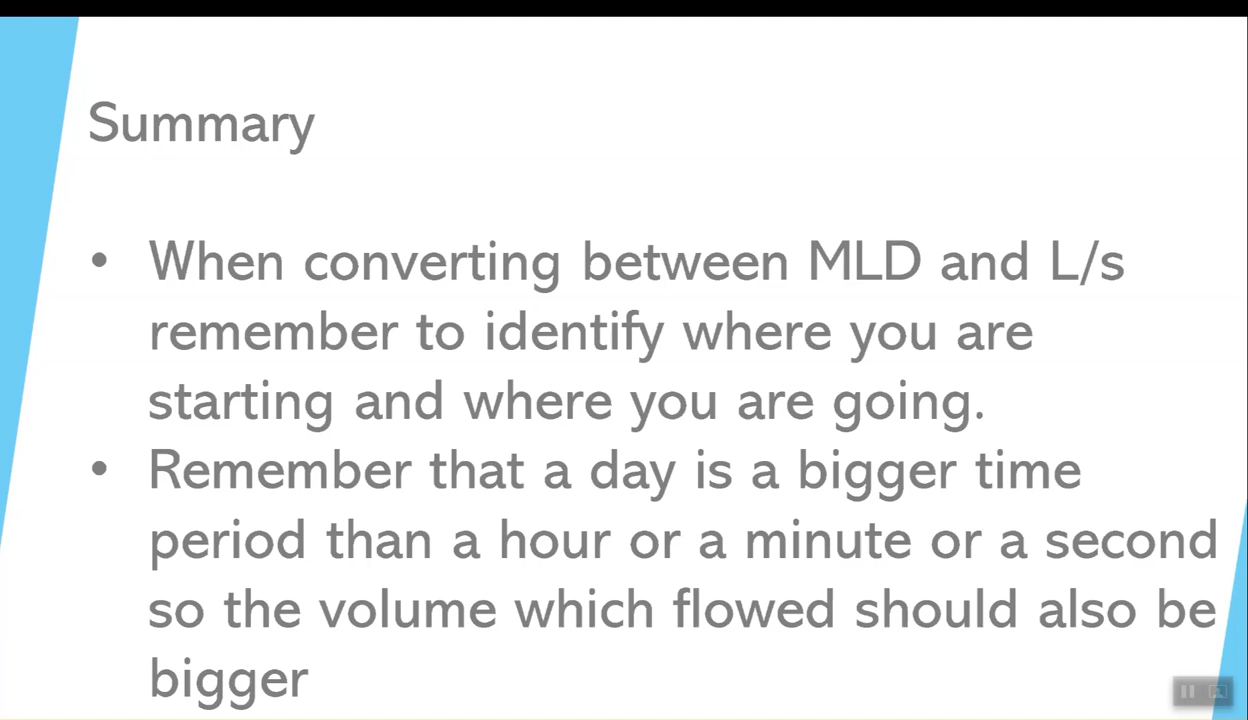 Summary
• When converting between MLD and L/s
remember to identify where you are
starting and where you are going.
• Remember that a day is a bigger time
period than a hour or a minute or a second
so the volume which flowed should also be
bigger